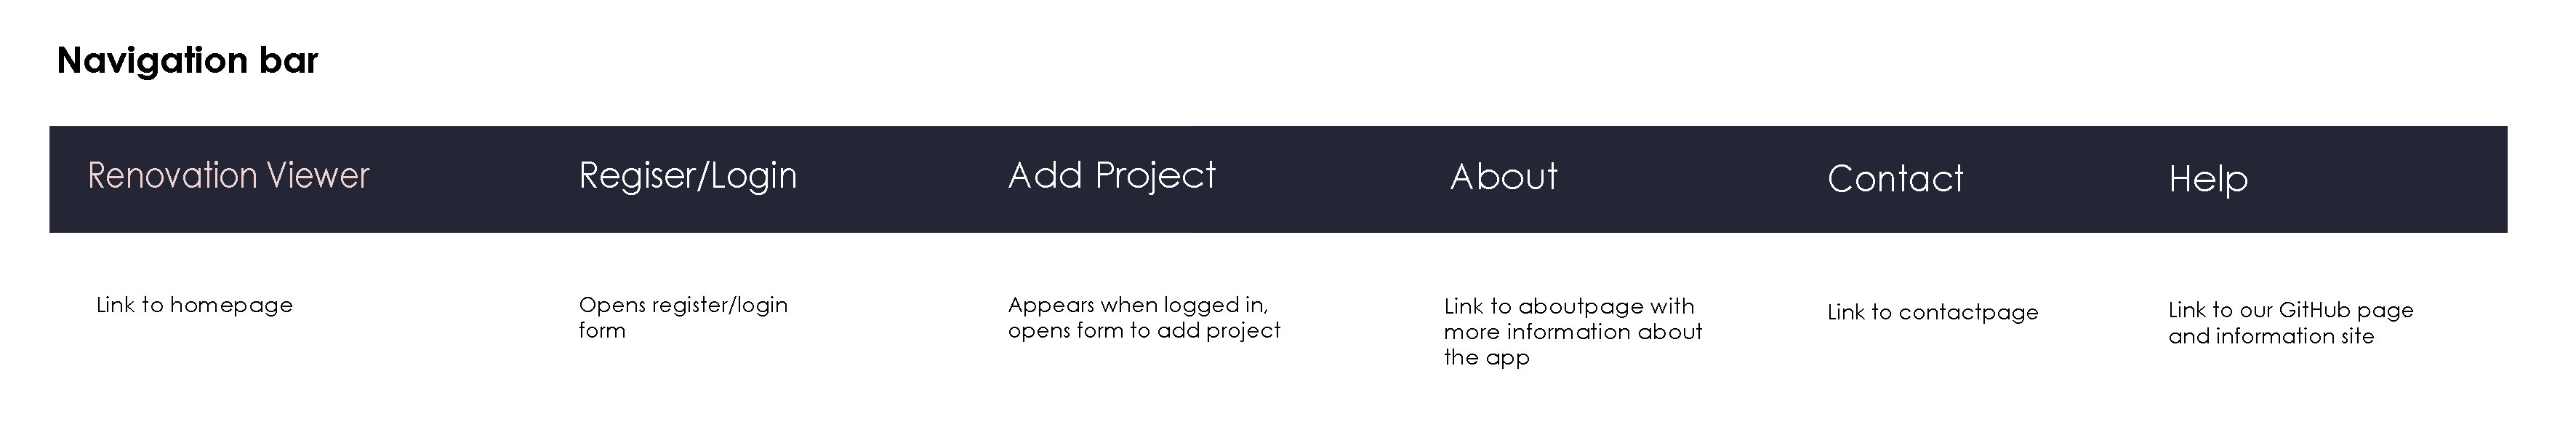 Navigation bar
Renovation Viewer
Regiser/Login
Add Project
About
Contact
Help
Link to homepage
Opens register/login
form
Appears when logged in,
opens form to add project
Link to aboutpage with
more information about
the app
Link to contactpage
Link to our GitHub page
and information site